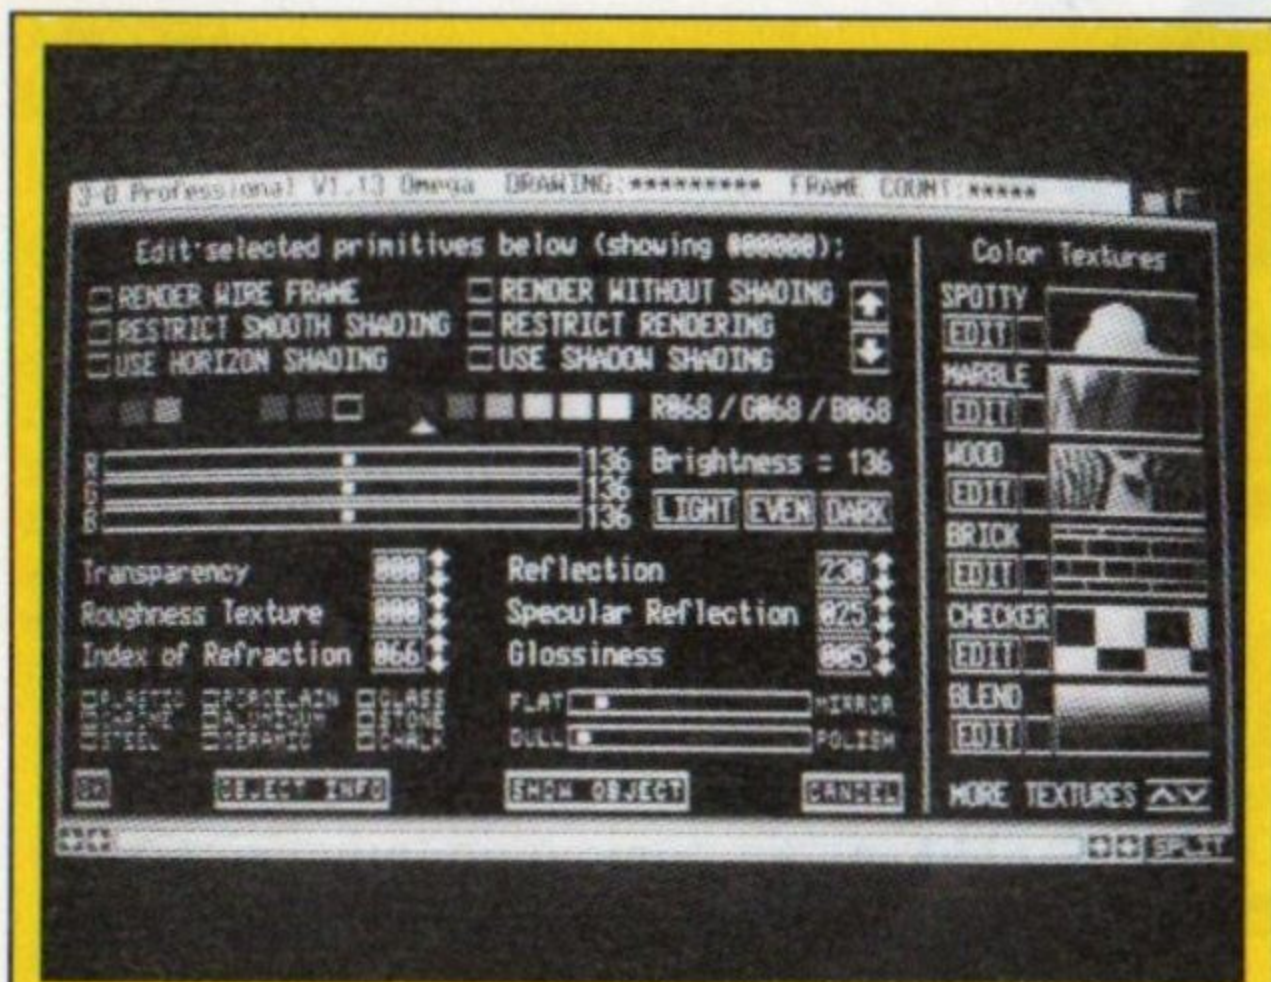 3-D Professional V1.13 Omega DRAWING:********* FRAME COUNT:*****
Edit selected primitives below (showing #00000):
RENDER WIRE FRAME
RENDER WITHOUT SHADING
RESTRICT SMOOTH SHADING
RESTRICT RENDERING
USE HORIZON SHADING
USE SHADOW SHADING
R068/G068/B068
R 136
G 136
B 136
Brightness = 136
LIGHT EVEN DARK
Transparency 000
Reflection 230
Roughness Texture 000
Specular Reflection 025
Index of Refraction 066
Glossiness 005
PLASTIC PORCELAIN GLASS
CHROME ALUMINUM STONE
STEEL CERAMIC CHALK
FLAT MIRROR
DULL POLISH
OK OBJECT INFO SHOW OBJECT CANCEL
Color Textures
SPOTTY
EDIT
MARBLE
EDIT
WOOD
EDIT
BRICK
EDIT
CHECKER
EDIT
BLEND
EDIT
MORE TEXTURES
SPLIT